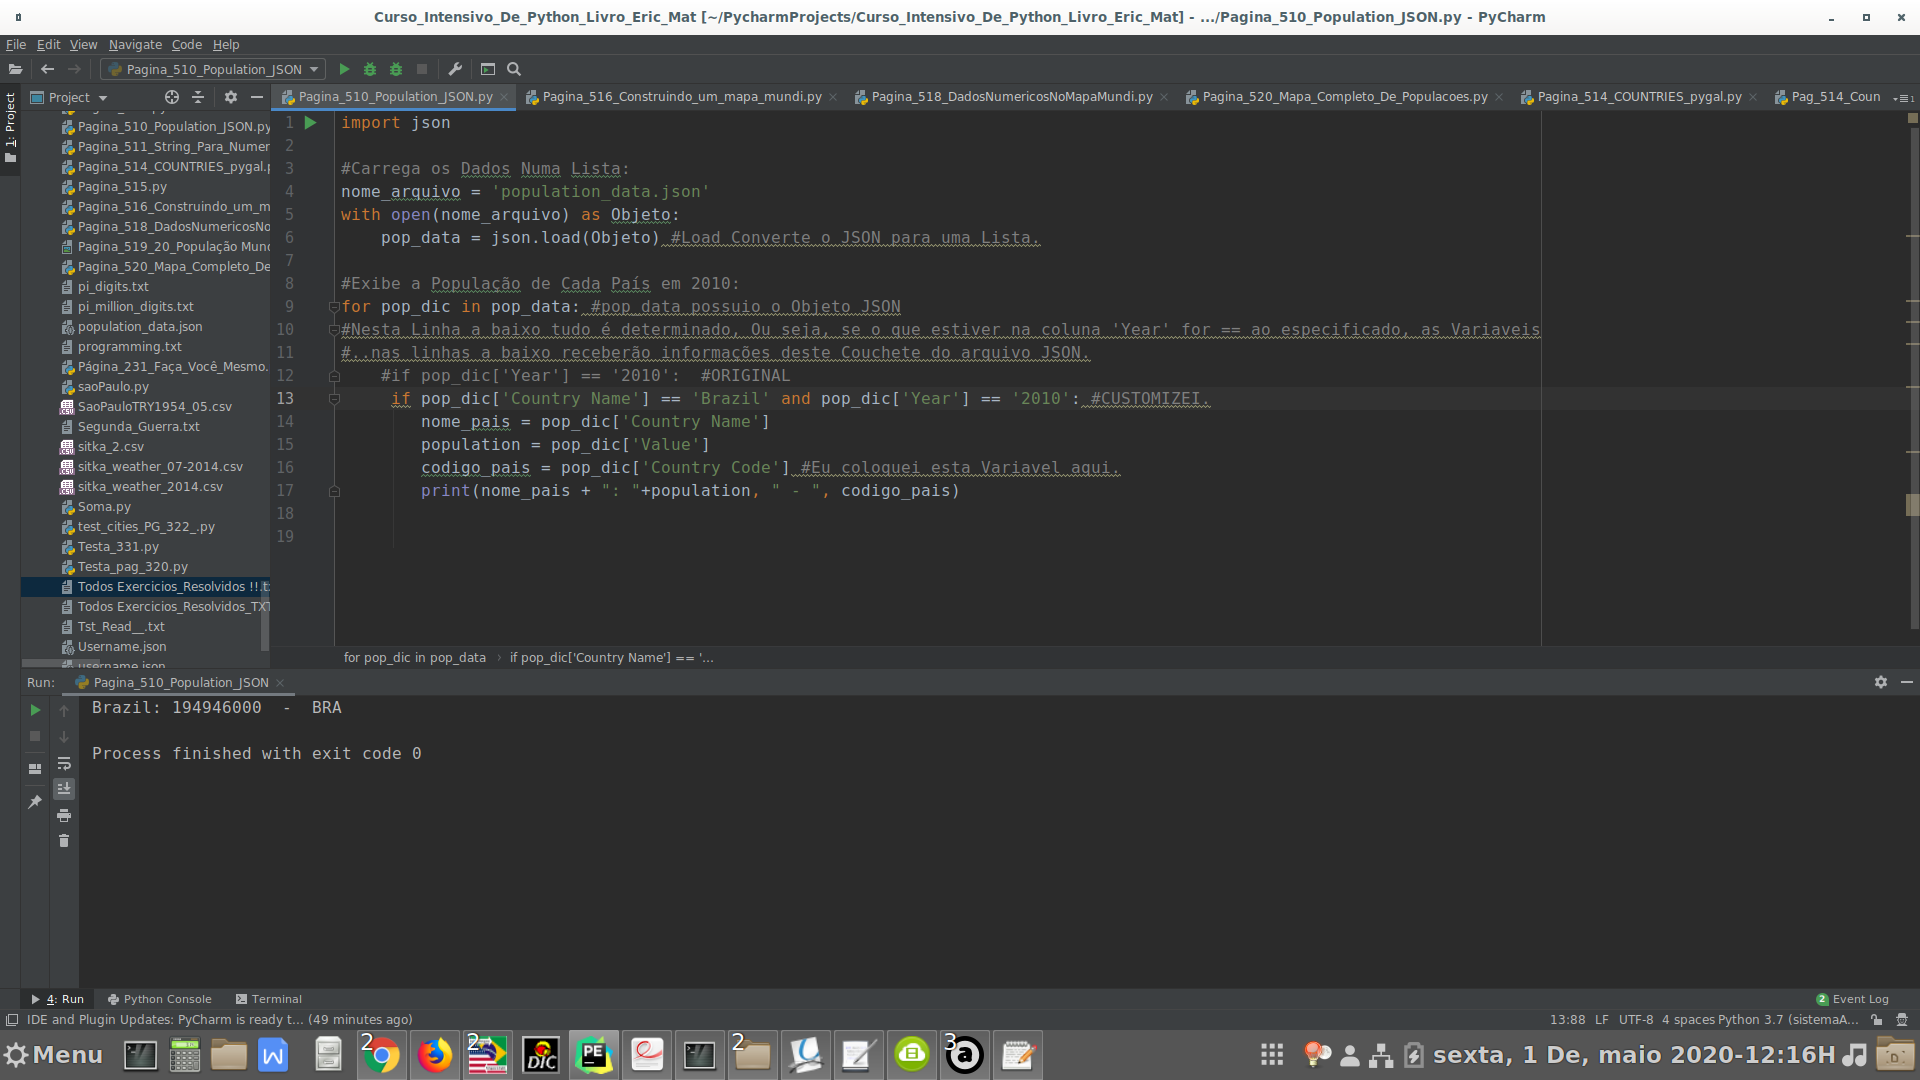 Curso_Intensivo_De_Python_Livro_Eric_Mat [~/PycharmProjects/Curso_Intensivo_De_Python_Livro_Eric_Mat] - .../Pagina_510_Population_JSON.py - PyCharm
File Edit View Navigate Code Help
Pagina_510_Population_JSON
1: Project
Project
Pagina_510_Population_JSON.py
Pagina_516_Construindo_um_mapa_mundi.py
Pagina_518_DadosNumericosNoMapaMundi.py
Pagina_520_Mapa_Completo_De_Populacoes.py
Pagina_514_COUNTRIES_pygal.py
Pag_514_Coun
Pagina_510_Population_JSON.py
Pagina_511_String_Para_Numer
Pagina_514_COUNTRIES_pygal.p
Pagina_515.py
Pagina_516_Construindo_um_m
Pagina_518_DadosNumericosNo
Pagina_519_20_População Mund
Pagina_520_Mapa_Completo_De
pi_digits.txt
pi_million_digits.txt
population_data.json
programming.txt
Página_231_Faça_Você_Mesmo.
saoPaulo.py
SaoPauloTRY1954_05.csv
Segunda_Guerra.txt
sitka_2.csv
sitka_weather_07-2014.csv
sitka_weather_2014.csv
Soma.py
test_cities_PG_322_.py
Testa_331.py
Testa_pag_320.py
Todos Exercicios_Resolvidos !!.t
Todos Exercicios_Resolvidos_TXT
Tst_Read__.txt
Username.json
username.json
1 import json
2
3 #Carrega os Dados Numa Lista:
4 nome_arquivo = 'population_data.json'
5 with open(nome_arquivo) as Objeto:
6 pop_data = json.load(Objeto) #Load Converte o JSON para uma Lista.
7
8 #Exibe a População de Cada País em 2010:
9 for pop_dic in pop_data: #pop_data possuio o Objeto JSON
10 #Nesta Linha a baixo tudo é determinado, Ou seja, se o que estiver na coluna 'Year' for == ao especificado, as Variaveis
11 #..nas linhas a baixo receberão informações deste Couchete do arquivo JSON.
12 #if pop_dic['Year'] == '2010':  #ORIGINAL
13 if pop_dic['Country Name'] == 'Brazil' and pop_dic['Year'] == '2010': #CUSTOMIZEI.
14 nome_pais = pop_dic['Country Name']
15 population = pop_dic['Value']
16 codigo_pais = pop_dic['Country Code'] #Eu coloquei esta Variavel aqui.
17 print(nome_pais + ": "+population, " - ", codigo_pais)
18
19
for pop_dic in pop_data › if pop_dic['Country Name'] == '...
Run: Pagina_510_Population_JSON
Brazil: 194946000  -  BRA
Process finished with exit code 0
4: Run Python Console Terminal
2 Event Log
IDE and Plugin Updates: PyCharm is ready t... (49 minutes ago)
13:88 LF UTF-8 4 spaces Python 3.7 (sistemaA...
Menu
2
2
DIC
PE
2
3
a
sexta, 1 De, maio 2020-12:16H